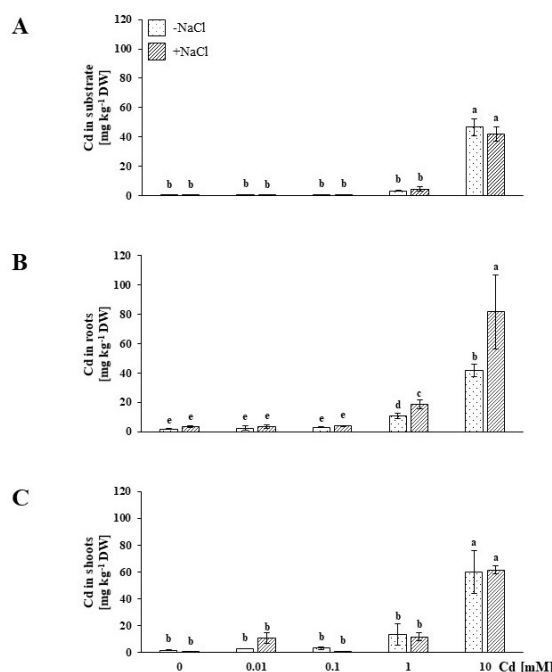 A
120
100
80
60
40
20
0
Cd in substrate
[mg kg-1 DW]
-NaCl
+NaCl
b b b b b b b b a a
B
120
100
80
60
40
20
0
Cd in roots
[mg kg-1 DW]
e e e e e e d c b a
C
120
100
80
60
40
20
0
Cd in shoots
[mg kg-1 DW]
b b b b b b b b a a
0 0.01 0.1 1 10 Cd [mM]